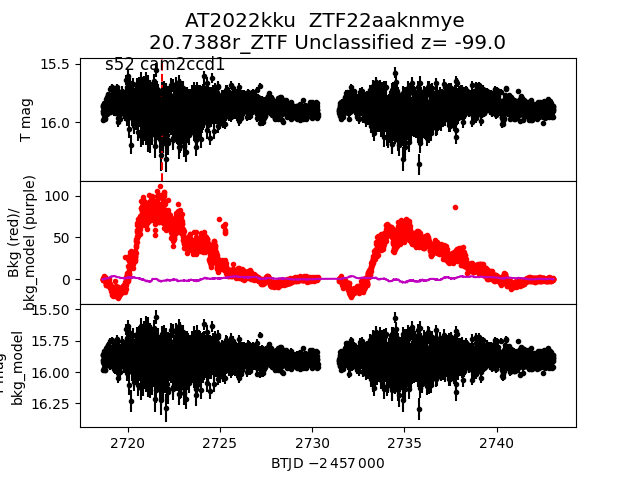 AT2022kku  ZTF22aaknmye
20.7388r_ZTF Unclassified z= -99.0
s52 cam2ccd1
15.5
16.0
T mag
100
50
0
Bkg (red)/
bkg_model (purple)
15.50
15.75
16.00
16.25
bkg_model
2720 2725 2730 2735 2740
BTJD −2 457 000